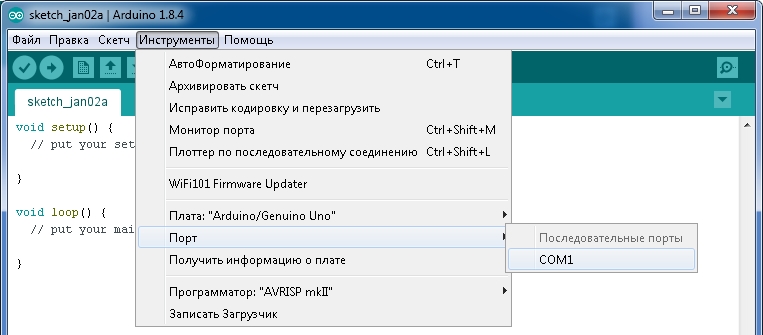 sketch_jan02a | Arduino 1.8.4
Файл Правка Скетч Инструменты Помощь
АвтоФорматирование Ctrl+T
Архивировать скетч
Исправить кодировку и перезагрузить
Монитор порта Ctrl+Shift+M
Плоттер по последовательному соединению Ctrl+Shift+L
WiFi101 Firmware Updater
Плата: "Arduino/Genuino Uno"
Порт
Получить информацию о плате
Программатор: "AVRISP mkII"
Записать Загрузчик
Последовательные порты
COM1
sketch_jan02a
void setup() {
// put your set
}
void loop() {
// put your mai
}